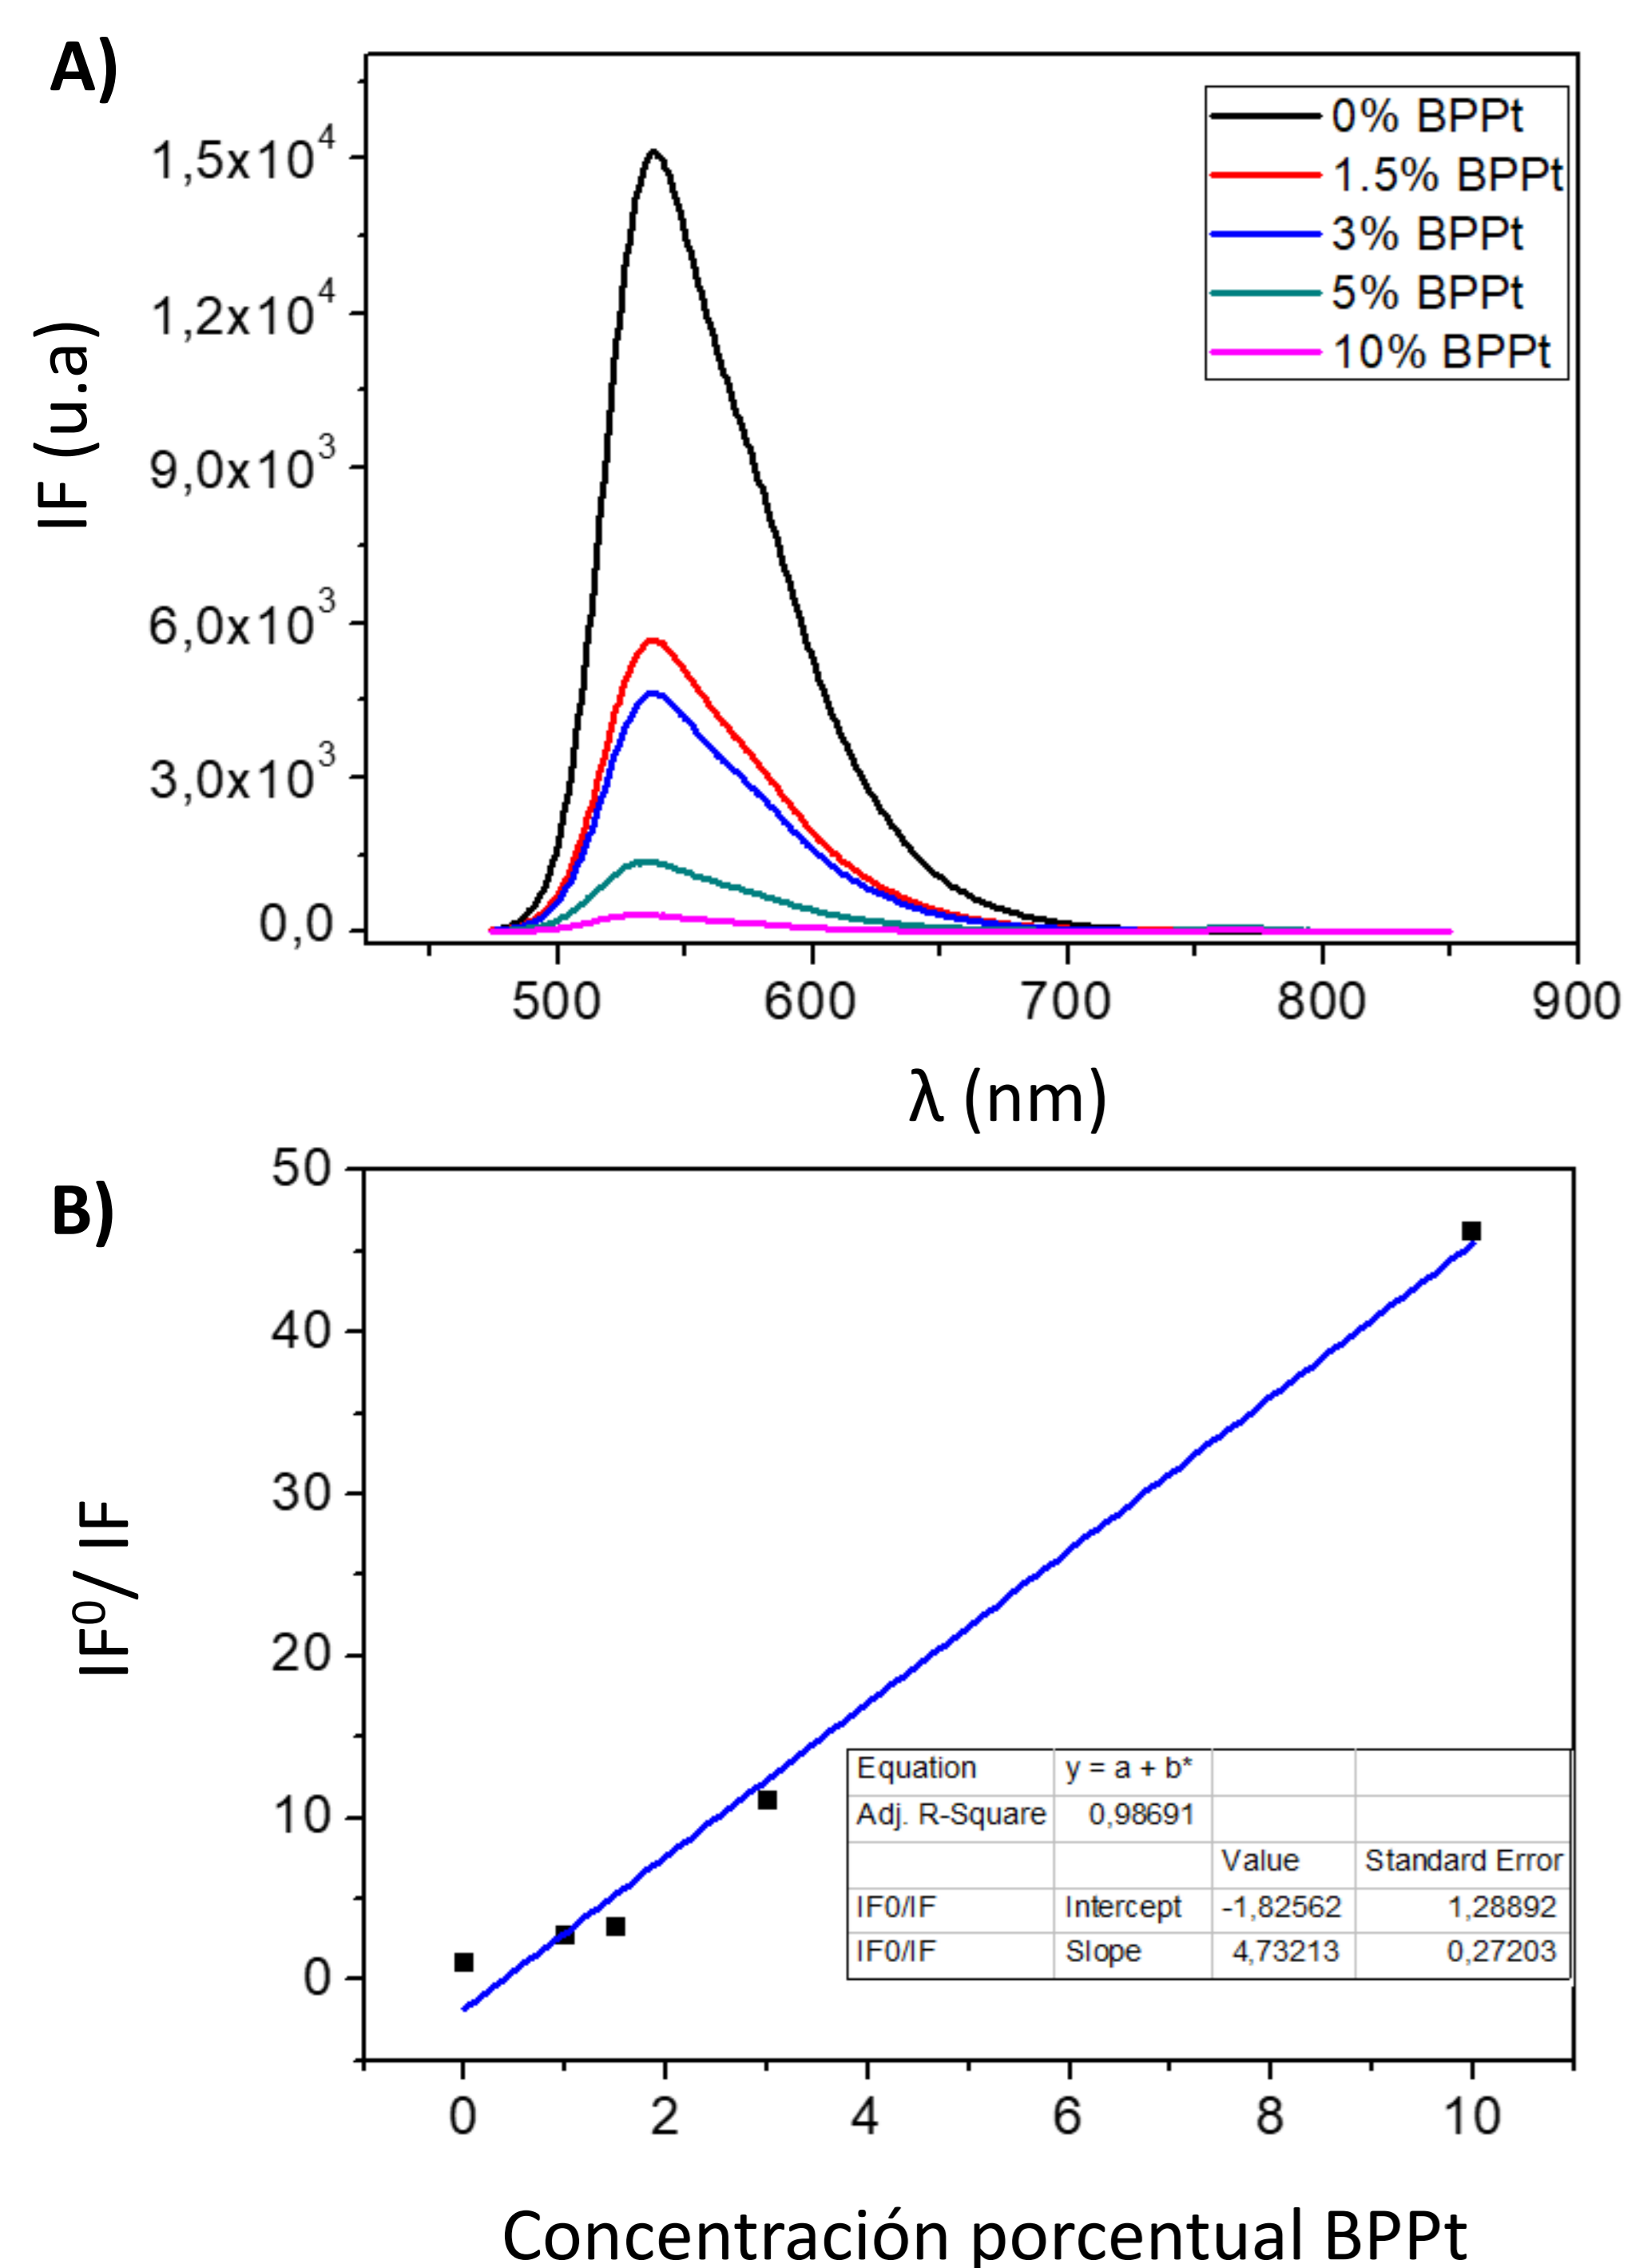 A)
IF (u.a)
1,5x10⁴
1,2x10⁴
9,0x10³
6,0x10³
3,0x10³
0,0
0% BPPt
1.5% BPPt
3% BPPt
5% BPPt
10% BPPt
500 600 700 800 900
λ (nm)
B)
IF⁰/ IF
50
40
30
20
10
0
Equation y = a + b*
Adj. R-Square 0,98691
Value Standard Error
IF0/IF Intercept -1,82562 1,28892
IF0/IF Slope 4,73213 0,27203
0 2 4 6 8 10
Concentración porcentual BPPt